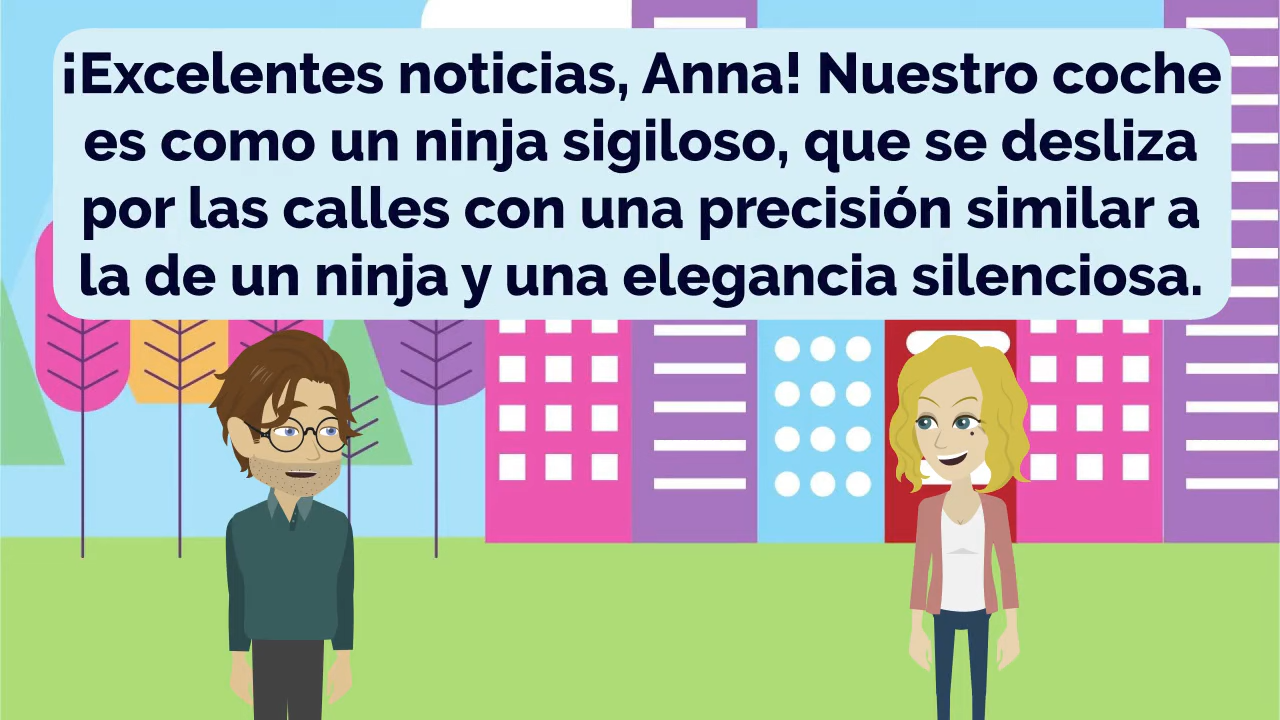 ¡Excelentes noticias, Anna! Nuestro coche
es como un ninja sigiloso, que se desliza
por las calles con una precisión similar a
la de un ninja y una elegancia silenciosa.